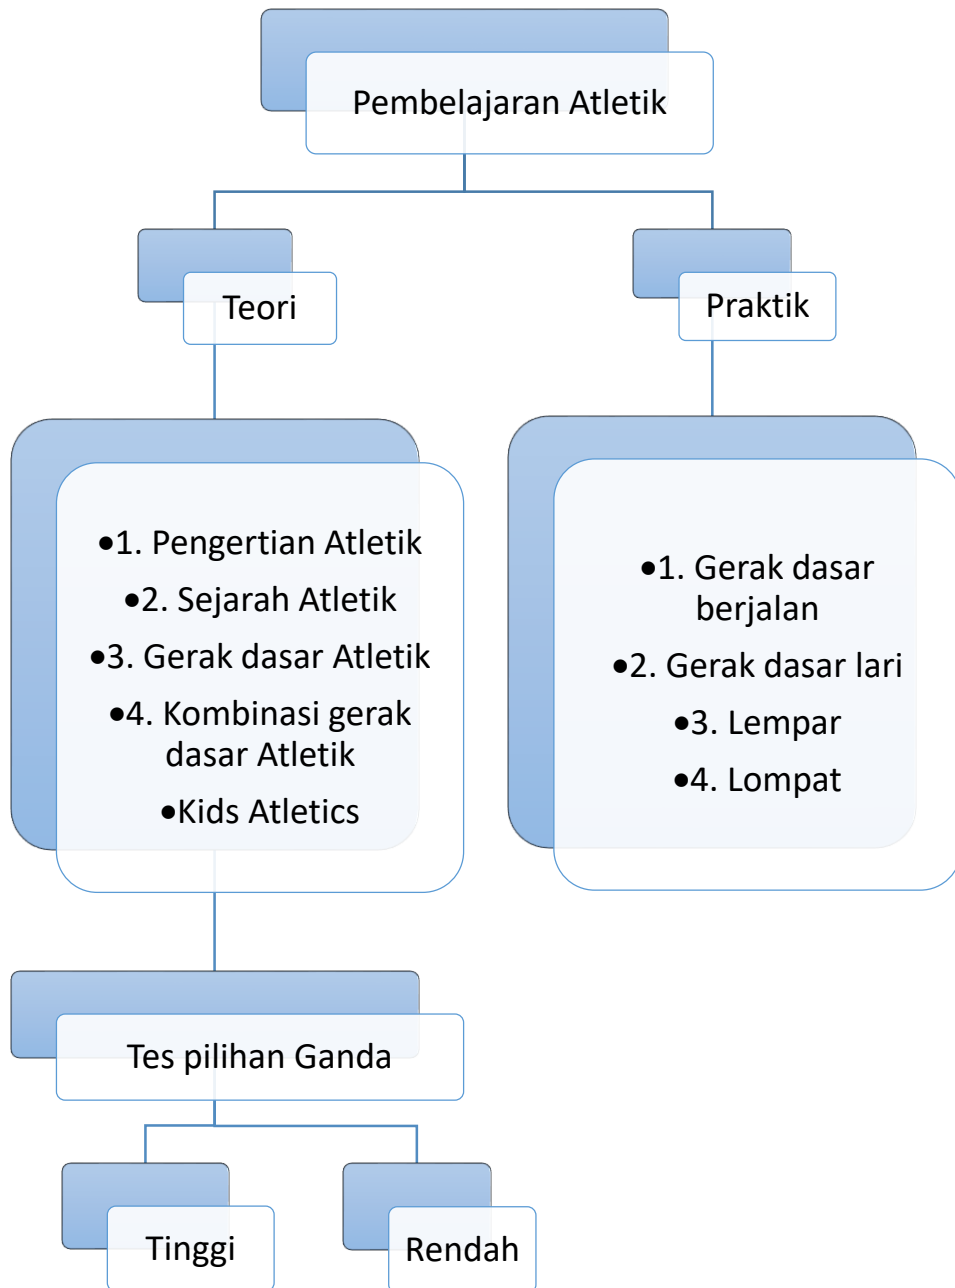 Pembelajaran Atletik
Teori
Praktik
•1. Pengertian Atletik
•2. Sejarah Atletik
•3. Gerak dasar Atletik
•4. Kombinasi gerak
dasar Atletik
•Kids Atletics
•1. Gerak dasar
berjalan
•2. Gerak dasar lari
•3. Lempar
•4. Lompat
Tes pilihan Ganda
Tinggi
Rendah